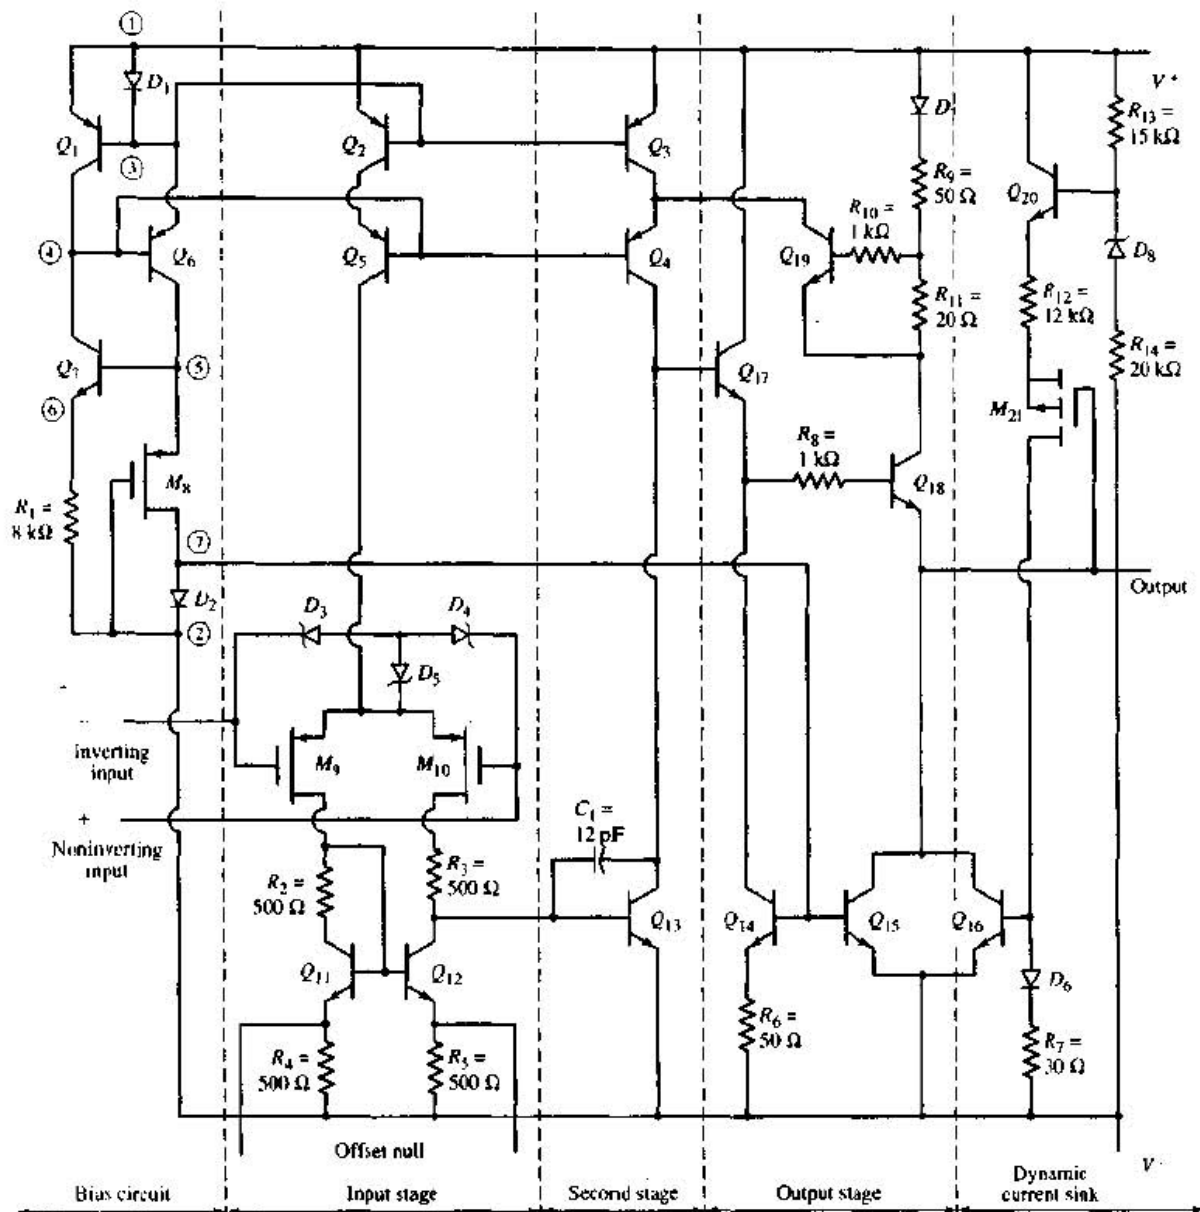 ①
D₁
V⁺
R₁₃ =
15 kΩ
Q₁
③
Q₂
Q₃
D
R₉ =
50 Ω
Q₂₀
R₁₀ =
1 kΩ
④
Q₆
Q₅
Q₄
Q₁₉
D₈
R₁₁ =
20 Ω
R₁₂ =
12 kΩ
R₁₄ =
20 kΩ
Q₇
⑤
Q₁₇
⑥
M₂₁
R₈ =
1 kΩ
M₈
Q₁₈
R₁ =
8 kΩ
⑦
Output
D₂
②
D₃
D₄
D₅
Inverting
input
M₉
M₁₀
+
Noninverting
input
C₁ =
12 pF
R₂ =
500 Ω
R₃ =
500 Ω
Q₁₃
Q₁₄
Q₁₅
Q₁₆
Q₁₁
Q₁₂
D₆
R₄ =
500 Ω
R₅ =
500 Ω
R₆ =
50 Ω
R₇ =
30 Ω
Offset null
V
Bias circuit
Input stage
Second stage
Output stage
Dynamic
current sink